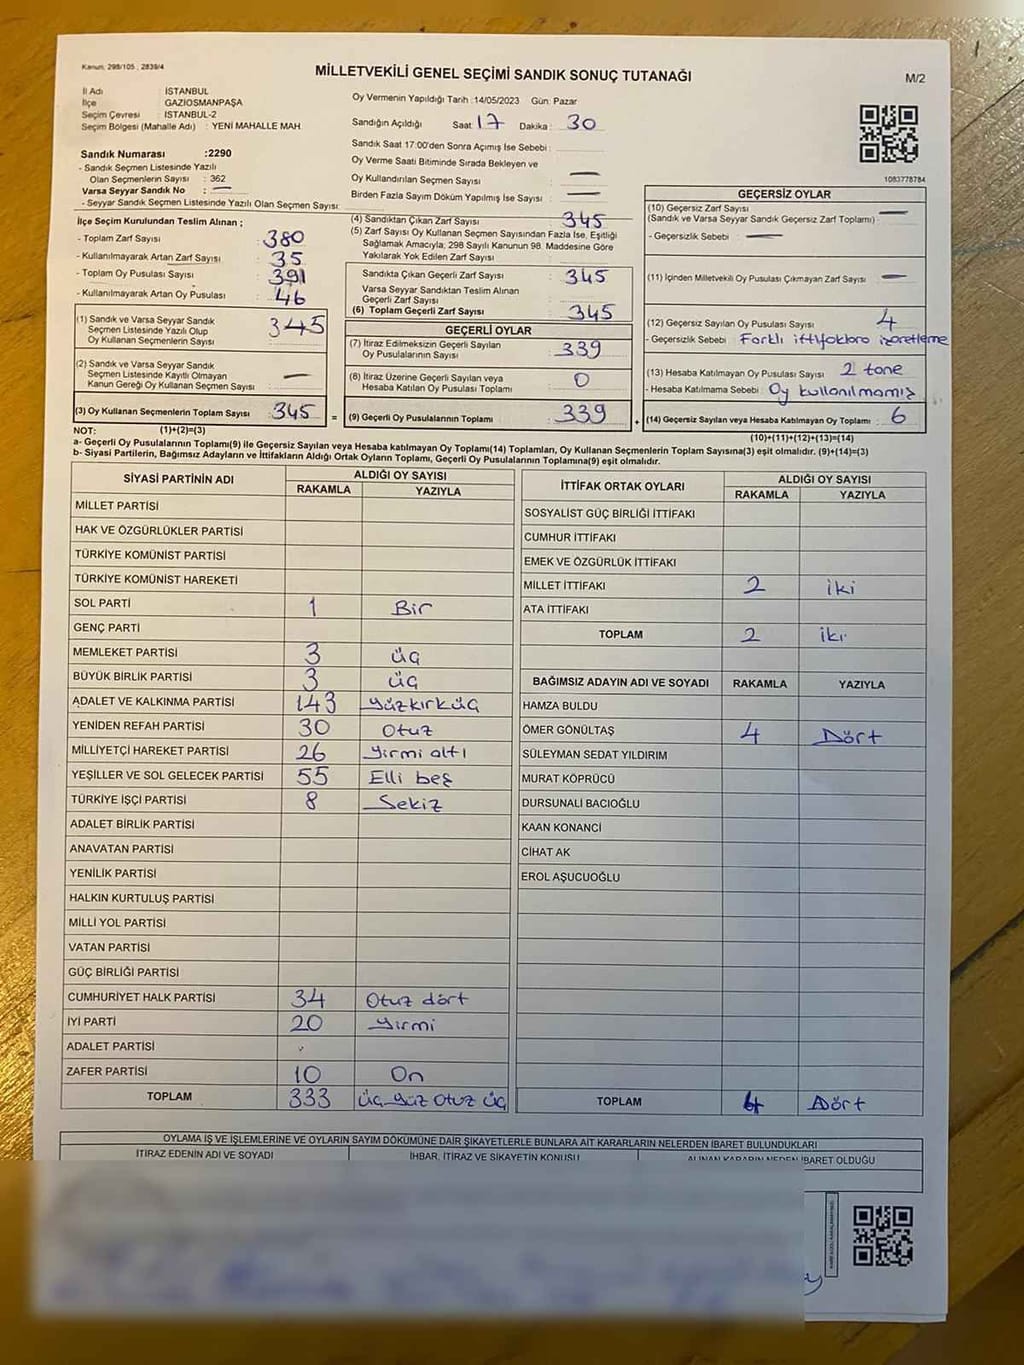 Kanun, 298/105 , 2839/4
MİLLETVEKİLİ GENEL SEÇİMİ SANDIK SONUÇ TUTANAĞI
M/2
İl Adı : İSTANBUL
İlçe : GAZİOSMANPAŞA
Seçim Çevresi : İSTANBUL-2
Seçim Bölgesi (Mahalle Adı) : YENİ MAHALLE MAH.
Oy Vermenin Yapıldığı Tarih :14/05/2023 Gün: Pazar
Sandığın Açıldığı Saat: 17 Dakika : 30
Sandık Saat 17:00'den Sonra Açımış İse Sebebi :
Oy Verme Saati Bitiminde Sırada Bekleyen ve
Oy Kullandırılan Seçmen Sayısı : —
Birden Fazla Sayım Döküm Yapılmış İse Sayısı : —
Sandık Numarası :2290
- Sandık Seçmen Listesinde Yazılı
Olan Seçmenlerin Sayısı : 362
Varsa Seyyar Sandık No : —
- Seyyar Sandık Seçmen Listesinde Yazılı Olan Seçmen Sayısı:
1083778784
İlçe Seçim Kurulundan Teslim Alınan ;
- Toplam Zarf Sayısı : 380
- Kullanılmayarak Artan Zarf Sayısı : 35
- Toplam Oy Pusulası Sayısı : 391
- Kullanılmayarak Artan Oy Pusulası : 46
(4) Sandıktan Çıkan Zarf Sayısı : 345
(5) Zarf Sayısı Oy Kullanan Seçmen Sayısından Fazla İse, Eşitliği
Sağlamak Amacıyla; 298 Sayılı Kanunun 98. Maddesine Göre
Yakılarak Yok Edilen Zarf Sayısı :
Sandıkta Çıkan Geçerli Zarf Sayısı : 345
Varsa Seyyar Sandıktan Teslim Alınan
Geçerli Zarf Sayısı :
(6) Toplam Geçerli Zarf Sayısı : 345
GEÇERSİZ OYLAR
(10) Geçersiz Zarf Sayısı : —
(Sandık ve Varsa Seyyar Sandık Geçersiz Zarf Toplamı)
- Geçersizlik Sebebi : —
(11) İçinden Milletvekili Oy Pusulası Çıkmayan Zarf Sayısı : —
(12) Geçersiz Sayılan Oy Pusulası Sayısı : 4
- Geçersizlik Sebebi : Farklı ittifaklara işaretleme
(13) Hesaba Katılmayan Oy Pusulası Sayısı : 2 tane
- Hesaba Katılmama Sebebi : Oy kullanılmamış
(14) Geçersiz Sayılan veya Hesaba Katılmayan Oy Toplamı : 6
(10)+(11)+(12)+(13)=(14)
(1) Sandık ve Varsa Seyyar Sandık
Seçmen Listesinde Yazılı Olup
Oy Kullanan Seçmenlerin Sayısı : 345
(2) Sandık ve Varsa Seyyar Sandık
Seçmen Listesinde Kayıtlı Olmayan
Kanun Gereği Oy Kullanan Seçmen Sayısı : —
(3) Oy Kullanan Seçmenlerin Toplam Sayısı : 345 =
(1)+(2)=(3)
GEÇERLİ OYLAR
(7) İtiraz Edilmeksizin Geçerli Sayılan
Oy Pusulalarının Sayısı : 339
(8) İtiraz Üzerine Geçerli Sayılan veya
Hesaba Katılan Oy Pusulası Toplamı : 0
(9) Geçerli Oy Pusulalarının Toplamı : 339 +
NOT:
a- Geçerli Oy Pusulalarının Toplamı(9) ile Geçersiz Sayılan veya Hesaba katılmayan Oy Toplamı(14) Toplamları, Oy Kullanan Seçmenlerin Toplam Sayısına(3) eşit olmalıdır. (9)+(14)=(3)
b- Siyasi Partilerin, Bağımsız Adayların ve İttifakların Aldığı Ortak Oyların Toplamı, Geçerli Oy Pusulalarının Toplamına(9) eşit olmalıdır.
SİYASİ PARTİNİN ADI ALDIĞI OY SAYISI
RAKAMLA YAZIYLA
MİLLET PARTİSİ
HAK VE ÖZGÜRLÜKLER PARTİSİ
TÜRKİYE KOMÜNİST PARTİSİ
TÜRKİYE KOMÜNİST HAREKETİ
SOL PARTİ 1 Bir
GENÇ PARTİ
MEMLEKET PARTİSİ 3 üç
BÜYÜK BİRLİK PARTİSİ 3 üç
ADALET VE KALKINMA PARTİSİ 143 yüzkırküç
YENİDEN REFAH PARTİSİ 30 Otuz
MİLLİYETÇİ HAREKET PARTİSİ 26 yirmi altı
YEŞİLLER VE SOL GELECEK PARTİSİ 55 Elli beş
TÜRKİYE İŞÇİ PARTİSİ 8 Sekiz
ADALET BİRLİK PARTİSİ
ANAVATAN PARTİSİ
YENİLİK PARTİSİ
HALKIN KURTULUŞ PARTİSİ
MİLLİ YOL PARTİSİ
VATAN PARTİSİ
GÜÇ BİRLİĞİ PARTİSİ
CUMHURİYET HALK PARTİSİ 34 Otuz dört
İYİ PARTİ 20 yirmi
ADALET PARTİSİ
ZAFER PARTİSİ 10 On
TOPLAM 333 üç yüz otuz üç
İTTİFAK ORTAK OYLARI ALDIĞI OY SAYISI
RAKAMLA YAZIYLA
SOSYALİST GÜÇ BİRLİĞİ İTTİFAKI
CUMHUR İTTİFAKI
EMEK VE ÖZGÜRLÜK İTTİFAKI
MİLLET İTTİFAKI 2 iki
ATA İTTİFAKI
TOPLAM 2 iki
BAĞIMSIZ ADAYIN ADI VE SOYADI RAKAMLA YAZIYLA
HAMZA BULDU
ÖMER GÖNÜLTAŞ 4 Dört
SÜLEYMAN SEDAT YILDIRIM
MURAT KÖPRÜCÜ
DURSUNALİ BACIOĞLU
KAAN KONANCİ
CİHAT AK
EROL AŞUCUOĞLU
TOPLAM 4 Dört
OYLAMA İŞ VE İŞLEMLERİNE VE OYLARIN SAYIM DÖKÜMÜNE DAİR ŞİKAYETLERLE BUNLARA AİT KARARLARIN NELERDEN İBARET BULUNDUKLARI
İTİRAZ EDENİN ADI VE SOYADI İHBAR, İTİRAZ VE ŞİKAYETİN KONUSU ALINAN KARARIN NEDEN İBARET OLDUĞU